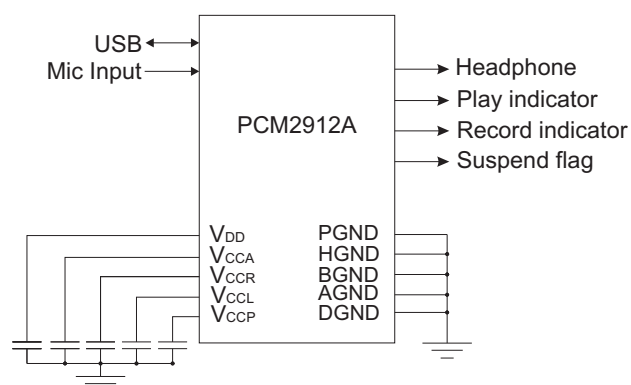 USB
Mic Input
PCM2912A
Headphone
Play indicator
Record indicator
Suspend flag
VDD
VCCA
VCCR
VCCL
VCCP
PGND
HGND
BGND
AGND
DGND